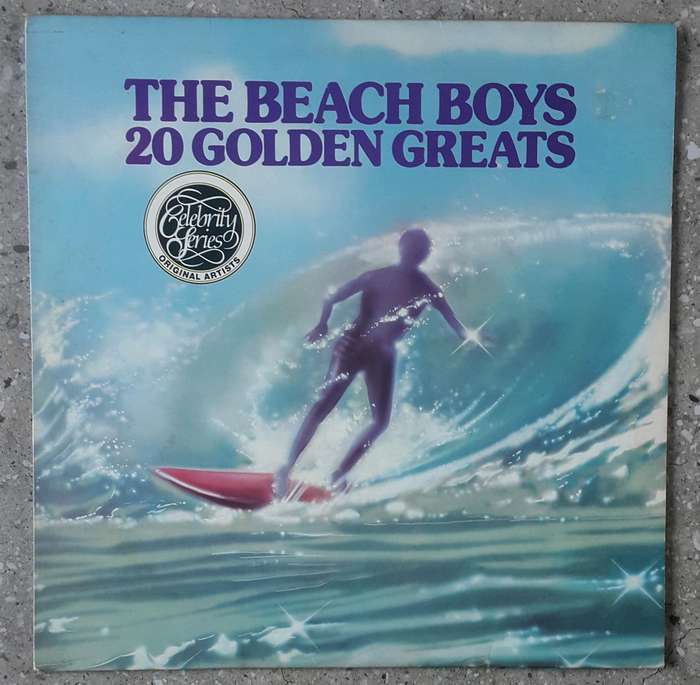 THE BEACH BOYS
20 GOLDEN GREATS
Celebrity
Series
ORIGINAL ARTISTS